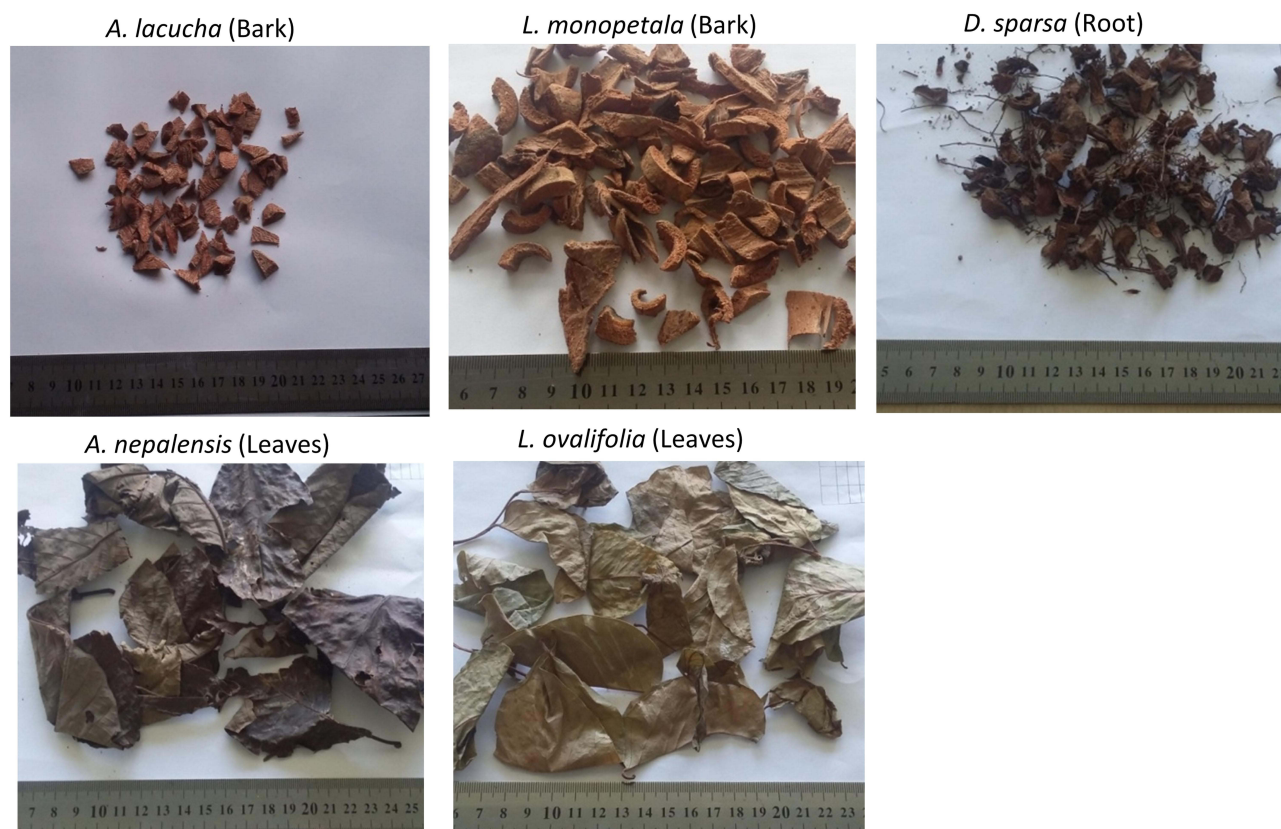 A. lacucha (Bark)
L. monopetala (Bark)
D. sparsa (Root)
8 9 10 11 12 13 14 15 16 17 18 19 20 21 22 23 24 25 26 27
6 7 8 9 10 11 12 13 14 15 16 17 18 19 2
5 6 7 8 9 10 11 12 13 14 15 16 17 18 19 20 21 2
A. nepalensis (Leaves)
L. ovalifolia (Leaves)
7 8 9 10 11 12 13 14 15 16 17 18 19 20 21 22 23 24 25
6 7 8 9 10 11 12 13 14 15 16 17 18 19 20 21 22 23